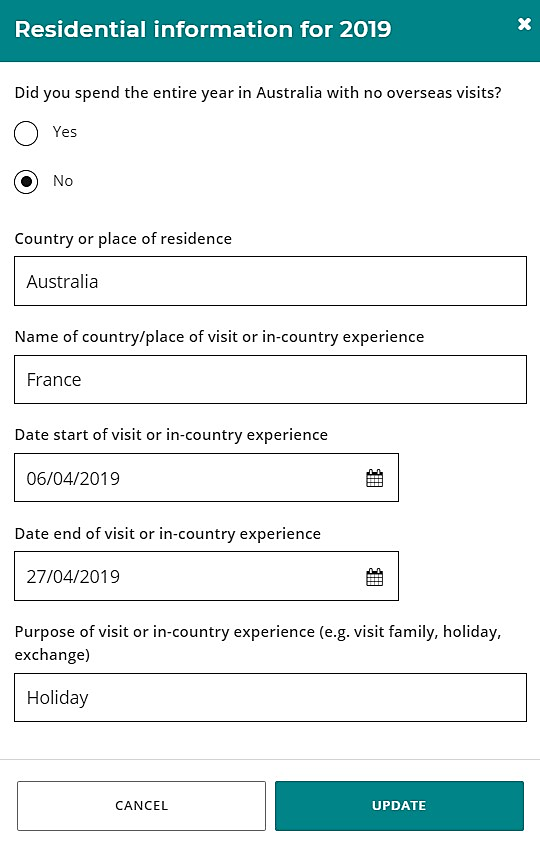 Residential information for 2019
Did you spend the entire year in Australia with no overseas visits?
Yes
No
Country or place of residence
Australia
Name of country/place of visit or in-country experience
France
Date start of visit or in-country experience
06/04/2019
Date end of visit or in-country experience
27/04/2019
Purpose of visit or in-country experience (e.g. visit family, holiday,
exchange)
Holiday
CANCEL
UPDATE